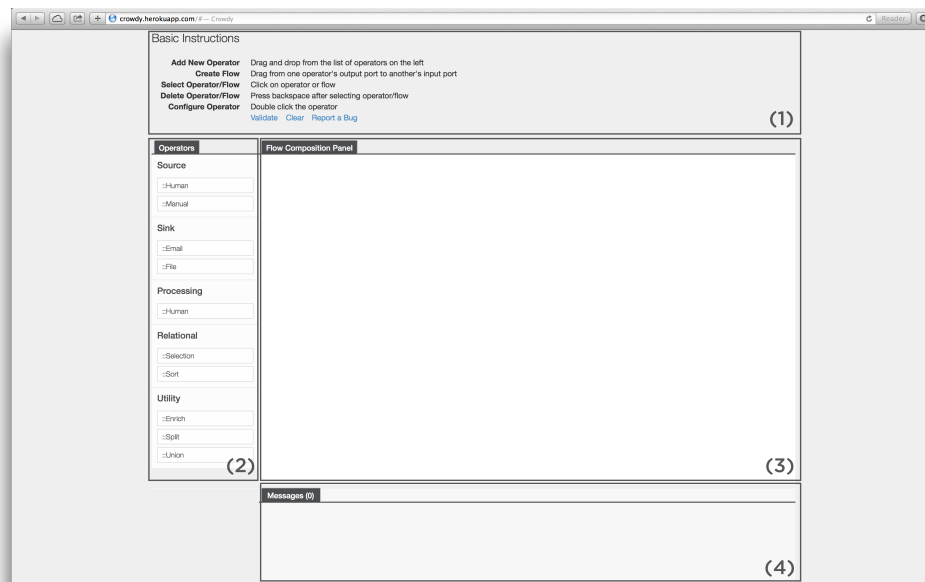 crowdy.herokuapp.com/# — Crowdy
Reader
Basic Instructions
Add New Operator Drag and drop from the list of operators on the left
Create Flow Drag from one operator's output port to another's input port
Select Operator/Flow Click on operator or flow
Delete Operator/Flow Press backspace after selecting operator/flow
Configure Operator Double click the operator
Validate Clear Report a Bug
(1)
Operators
Source
::Human
::Manual
Sink
::Email
::File
Processing
::Human
Relational
::Selection
::Sort
Utility
::Enrich
::Split
::Union
(2)
Flow Composition Panel
(3)
Messages (0)
(4)